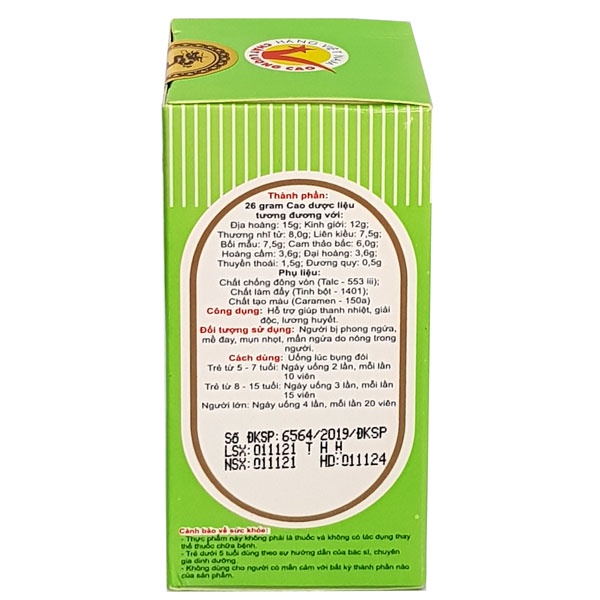 HÀNG VIỆT NAM
CHẤT LƯỢNG CAO
Thành phần:
26 gram Cao dược liệu
tương đương với:
Địa hoàng: 15g; Kinh giới: 12g;
Thương nhĩ tử: 8,0g; Liên kiều: 7,5g;
Bối mẫu: 7,5g; Cam thảo bắc: 6,0g;
Hoàng cầm: 3,6g; Đại hoàng: 3,6g;
Thuyền thoái: 1,5g; Đương quy: 0,5g
Phụ liệu:
Chất chống đông vón (Talc - 553 iii);
Chất làm đẩy (Tinh bột - 1401);
Chất tạo màu (Caramen - 150a)
Công dụng: Hỗ trợ giúp thanh nhiệt, giải
độc, lương huyết.
Đối tượng sử dụng: Người bị phong ngứa,
mề đay, mụn nhọt, mẩn ngứa do nóng trong
người.
Cách dùng: Uống lúc bụng đói
Trẻ từ 5 - 7 tuổi: Ngày uống 2 lần, mỗi lần
10 viên
Trẻ từ 8 - 15 tuổi: Ngày uống 3 lần, mỗi lần
15 viên
Người lớn: Ngày uống 4 lần, mỗi lần 20 viên
Số ĐKSP: 6564/2019/ĐKSP
LSX: 011121 T H H
NSX: 011121 HD: 011124
Cảnh báo về sức khỏe:
- Thực phẩm này không phải là thuốc và không có tác dụng thay
thế thuốc chữa bệnh.
- Trẻ dưới 5 tuổi dùng theo sự hướng dẫn của bác sĩ, chuyên
gia dinh dưỡng
- Không dùng cho người có mẫn cảm với bất kỳ thành phần nào
của sản phẩm.